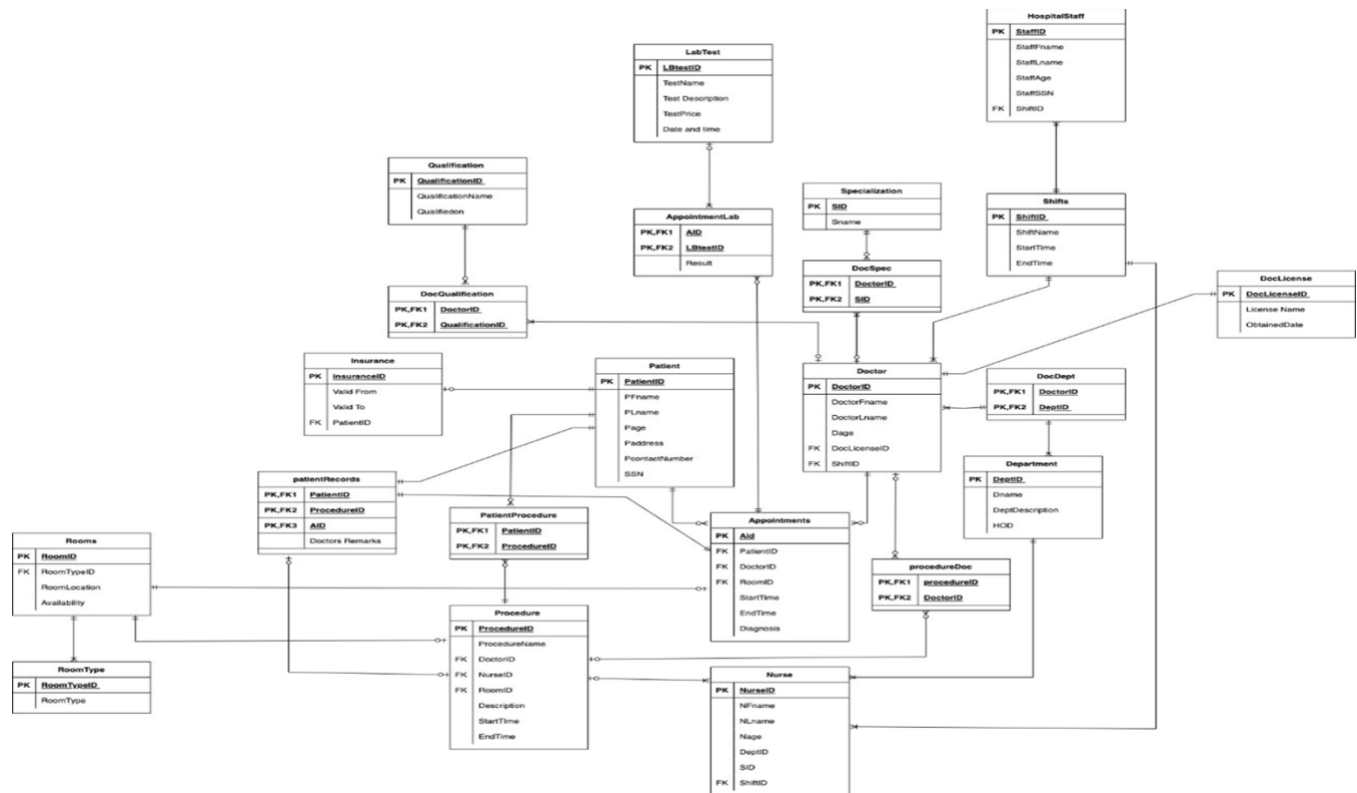 HospitalStaff
PK StaffID
StaffFname
StaffLname
StaffAge
StaffSSN
FK ShiftID
LabTest
PK LBtestID
TestName
Test Description
TestPrice
Date and time
Qualification
PK QualificationID
QualificationName
Qualifiedon
AppointmentLab
PK,FK1 AID
PK,FK2 LBtestID
Result
Specialization
PK SID
Sname
Shifts
PK ShiftID
ShiftName
StartTime
EndTime
DocQualification
PK,FK1 DoctorID
PK,FK2 QualificationID
DocSpec
PK,FK1 DoctorID
PK,FK2 SID
DocLicense
PK DocLicenseID
License Name
ObtainedDate
Insurance
PK insuranceID
Valid From
Valid To
FK PatientID
Patient
PK PatientID
PFname
PLname
Page
Paddress
PcontactNumber
SSN
Doctor
PK DoctorID
DoctorFname
DoctorLname
Dage
FK DocLicenseID
FK ShiftID
DocDept
PK,FK1 DoctorID
PK,FK2 DeptID
Department
PK DeptID
Dname
DeptDescription
HOD
patientRecords
PK,FK1 PatientID
PK,FK2 ProcedureID
PK,FK3 AID
Doctors Remarks
PatientProcedure
PK,FK1 PatientID
PK,FK2 ProcedureID
Appointments
PK Aid
FK PatientID
FK DoctorID
FK RoomID
StartTime
EndTime
Diagnosis
procedureDoc
PK,FK1 procedureID
PK,FK2 DoctorID
Rooms
PK RoomID
FK RoomTypeID
RoomLocation
Availability
RoomType
PK RoomTypeID
RoomType
Procedure
PK ProcedureID
ProcedureName
FK DoctorID
FK NurseID
FK RoomID
Description
StartTIme
EndTime
Nurse
PK NurseID
NFname
NLname
Nage
DeptID
SID
FK ShiftID